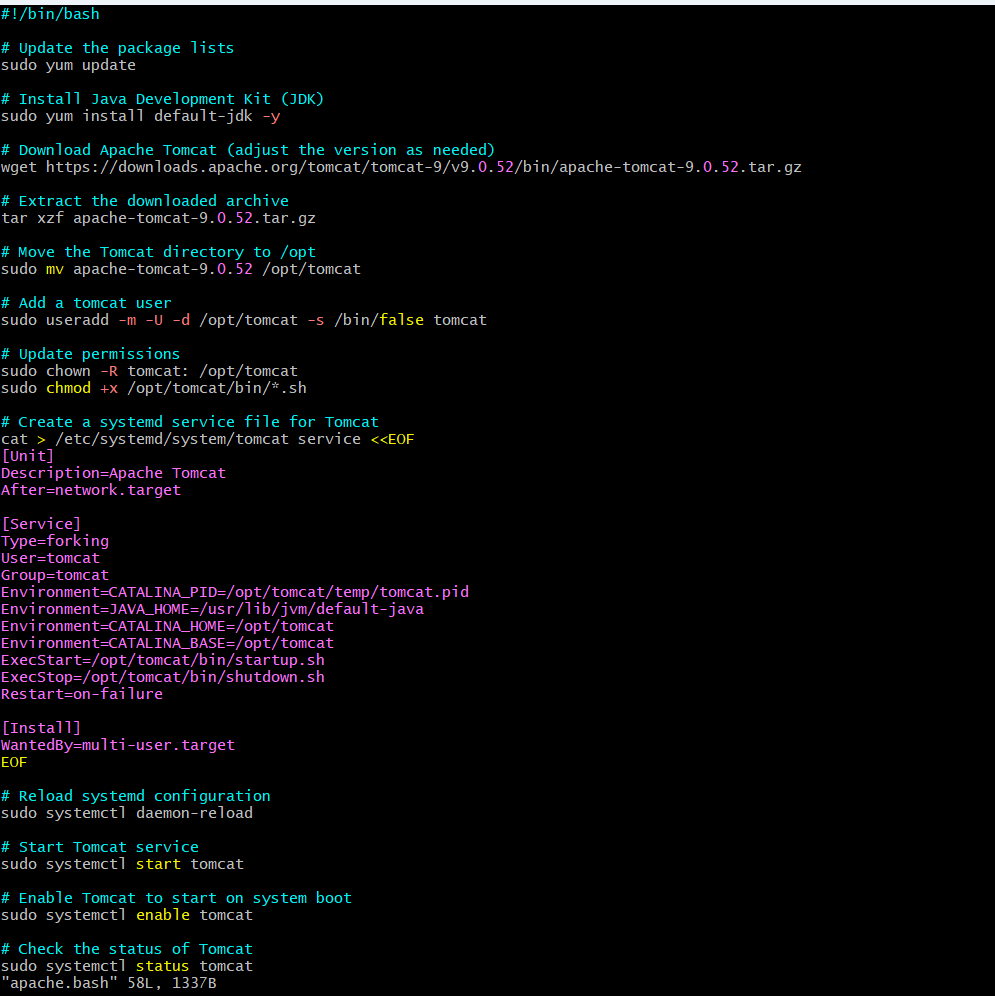 #!/bin/bash
# Update the package lists
sudo yum update
# Install Java Development Kit (JDK)
sudo yum install default-jdk -y
# Download Apache Tomcat (adjust the version as needed)
wget https://downloads.apache.org/tomcat/tomcat-9/v9.0.52/bin/apache-tomcat-9.0.52.tar.gz
# Extract the downloaded archive
tar xzf apache-tomcat-9.0.52.tar.gz
# Move the Tomcat directory to /opt
sudo mv apache-tomcat-9.0.52 /opt/tomcat
# Add a tomcat user
sudo useradd -m -U -d /opt/tomcat -s /bin/false tomcat
# Update permissions
sudo chown -R tomcat: /opt/tomcat
sudo chmod +x /opt/tomcat/bin/*.sh
# Create a systemd service file for Tomcat
cat > /etc/systemd/system/tomcat service <<EOF
[Unit]
Description=Apache Tomcat
After=network.target
[Service]
Type=forking
User=tomcat
Group=tomcat
Environment=CATALINA_PID=/opt/tomcat/temp/tomcat.pid
Environment=JAVA_HOME=/usr/lib/jvm/default-java
Environment=CATALINA_HOME=/opt/tomcat
Environment=CATALINA_BASE=/opt/tomcat
ExecStart=/opt/tomcat/bin/startup.sh
ExecStop=/opt/tomcat/bin/shutdown.sh
Restart=on-failure
[Install]
WantedBy=multi-user.target
EOF
# Reload systemd configuration
sudo systemctl daemon-reload
# Start Tomcat service
sudo systemctl start tomcat
# Enable Tomcat to start on system boot
sudo systemctl enable tomcat
# Check the status of Tomcat
sudo systemctl status tomcat
"apache.bash" 58L, 1337B